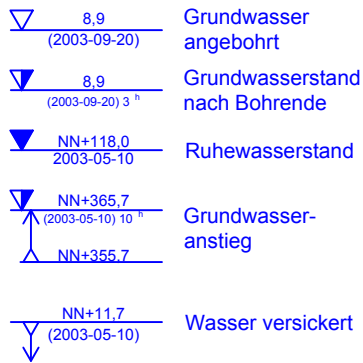 8,9
(2003-09-20)
Grundwasser
angebohrt
8,9
(2003-09-20) 3 h
Grundwasserstand
nach Bohrende
NN+118,0
2003-05-10
Ruhewasserstand
NN+365,7
(2003-05-10) 10 h
NN+355,7
Grundwasser-
anstieg
NN+11,7
(2003-05-10)
Wasser versickert